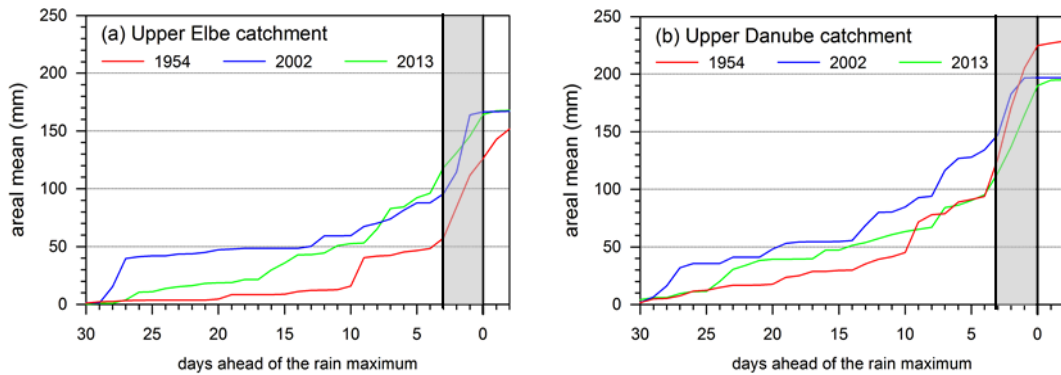 (a) Upper Elbe catchment
1954 2002 2013
250
200
150
100
50
0
areal mean (mm)
30 25 20 15 10 5 0
days ahead of the rain maximum
(b) Upper Danube catchment
1954 2002 2013
250
200
150
100
50
0
areal mean (mm)
30 25 20 15 10 5 0
days ahead of the rain maximum